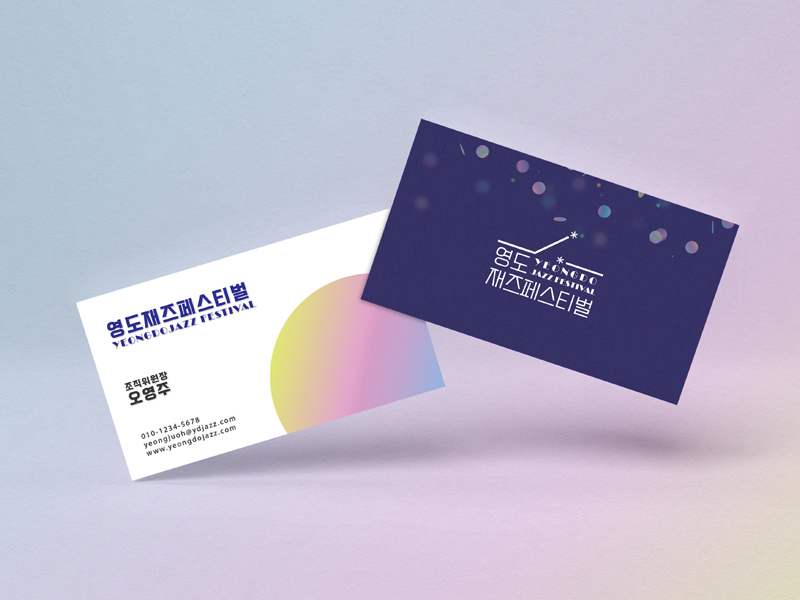 영도재즈페스티벌
YEONGDOJAZZ FESTIVAL
조직위원장
오영주
010-1234-5678
yeongjuoh@ydjazz.com
www.yeongdojazz.com
영도 YEONGDO
JAZZ FESTIVAL
재즈페스티벌